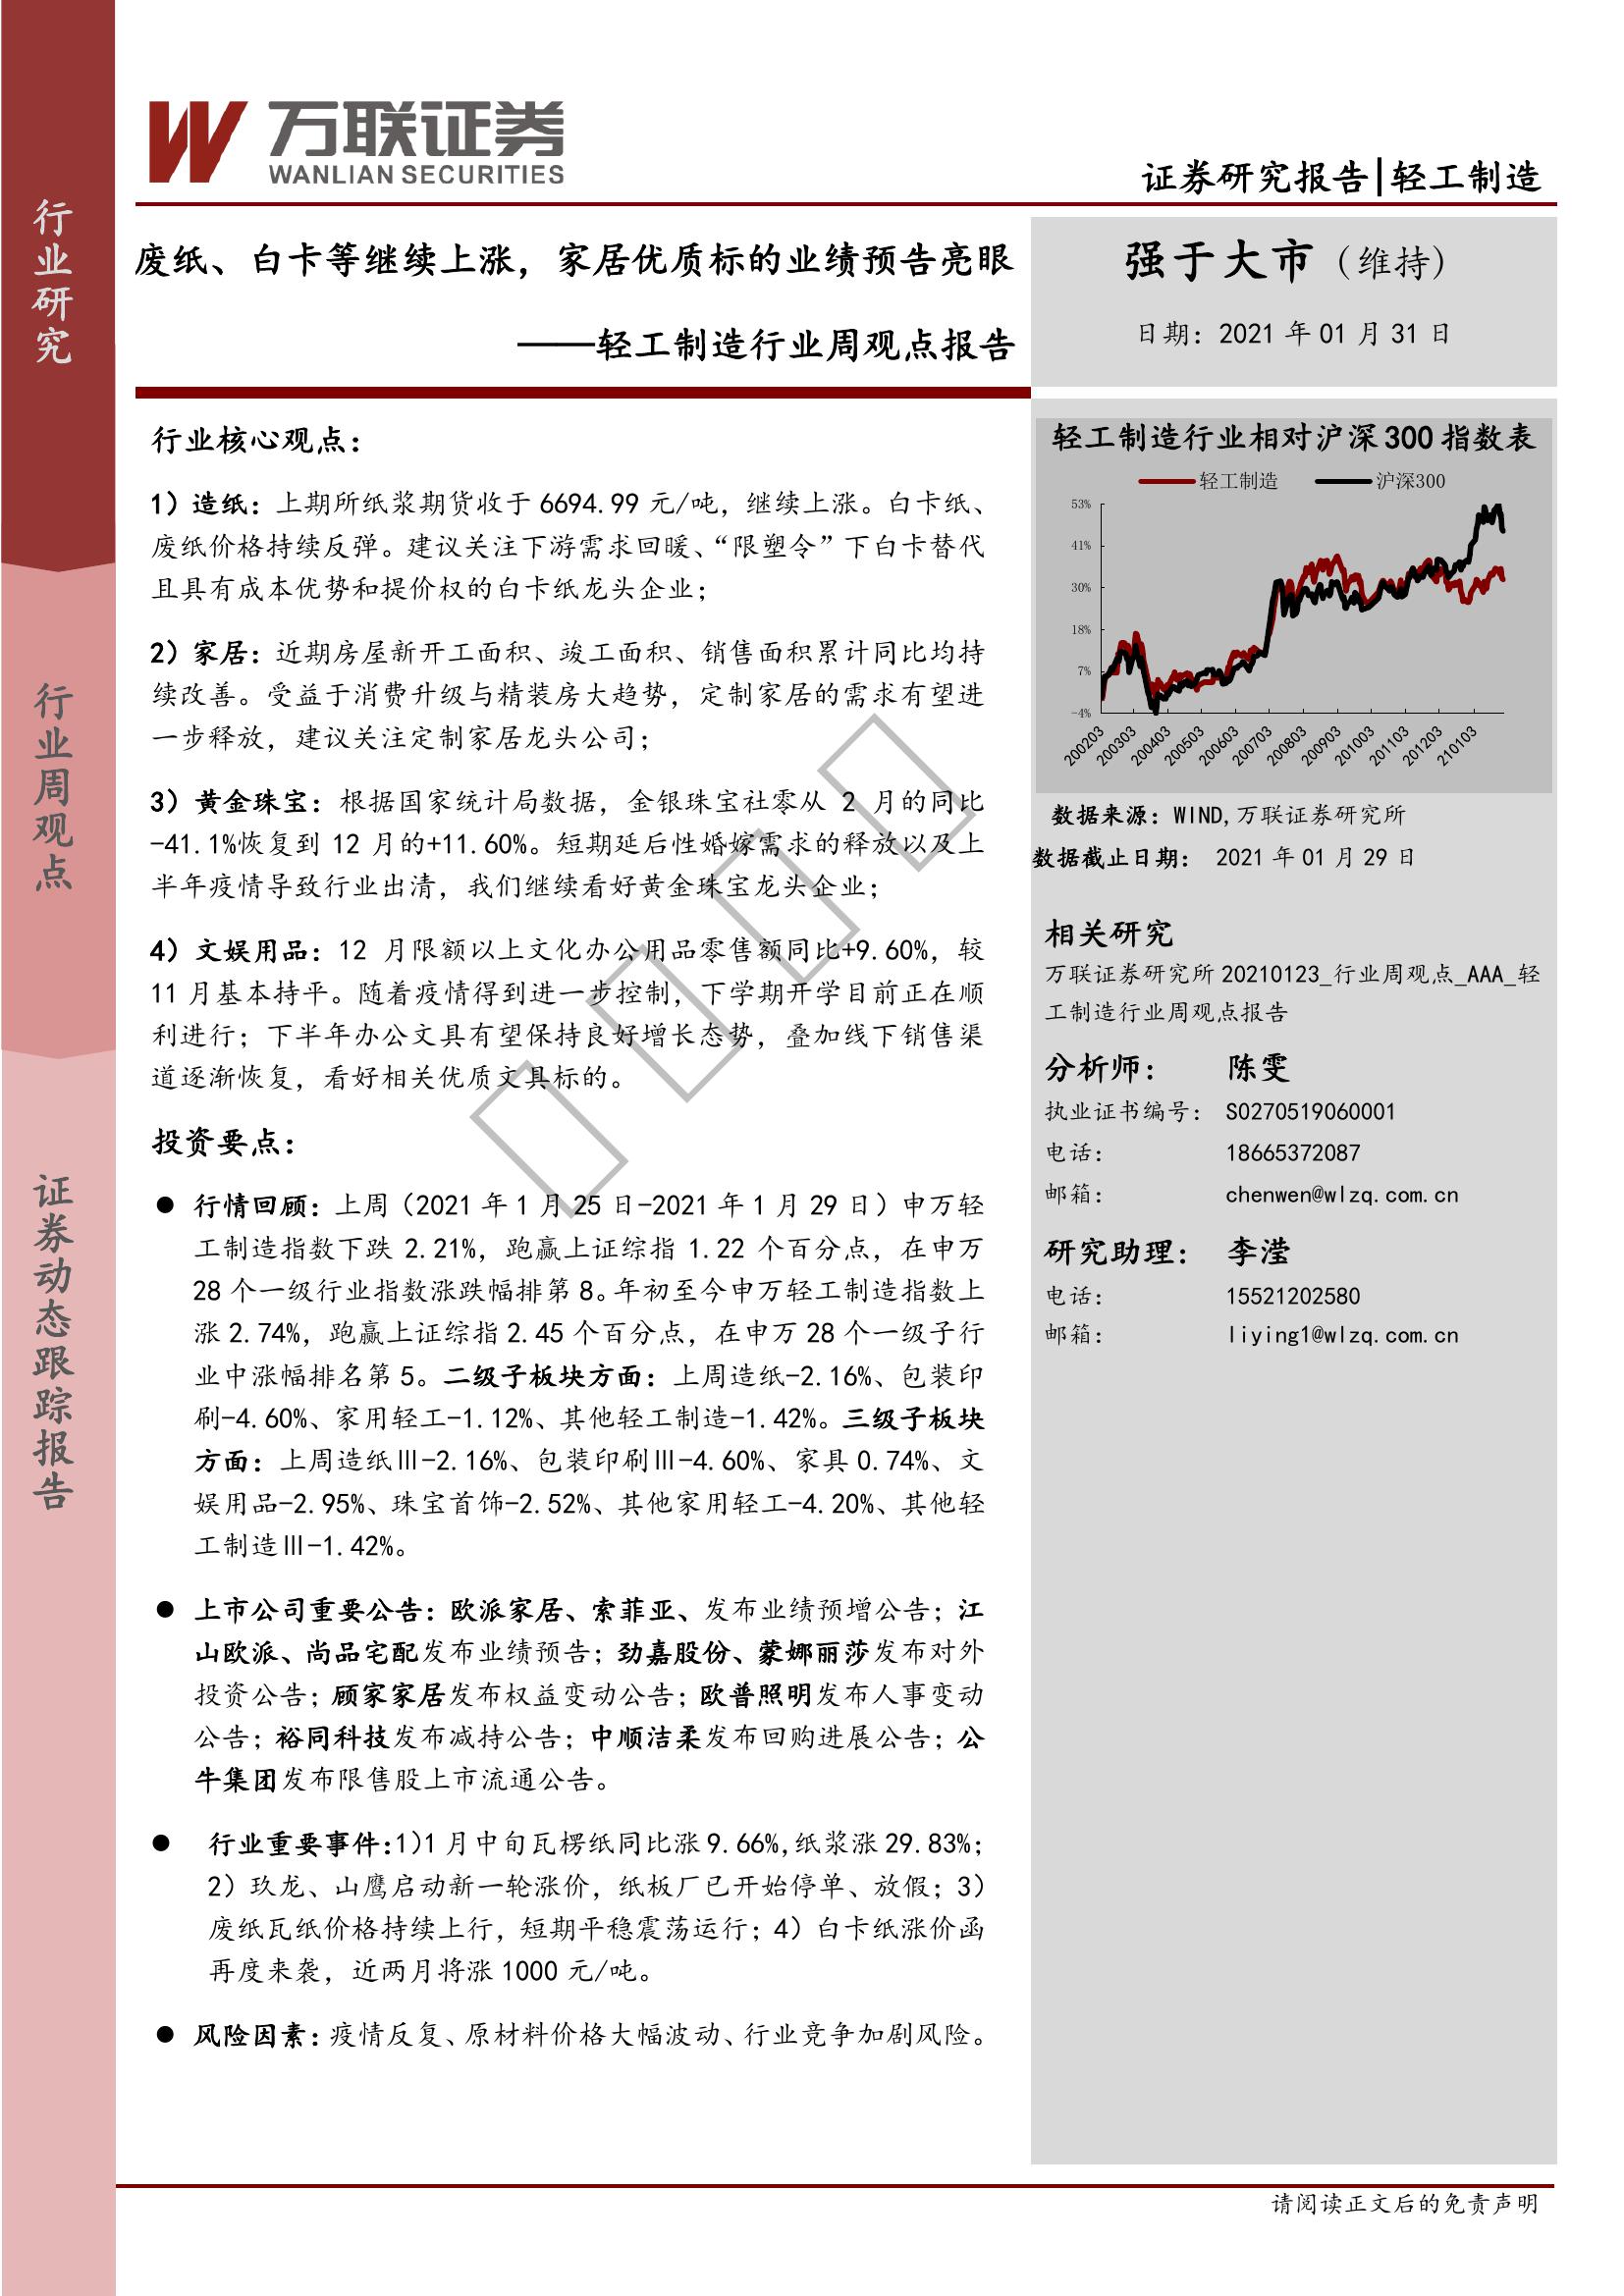 万联证券
WANLIAN SECURITIES
证券研究报告|轻工制造
行业研究
行业周观点
证券动态跟踪报告
废纸、白卡等继续上涨，家居优质标的业绩预告亮眼
——轻工制造行业周观点报告
强于大市（维持）
日期：2021 年 01 月 31 日
行业核心观点：
1）造纸：上期所纸浆期货收于 6694.99 元/吨，继续上涨。白卡纸、
废纸价格持续反弹。建议关注下游需求回暖、“限塑令”下白卡替代
且具有成本优势和提价权的白卡纸龙头企业；
2）家居：近期房屋新开工面积、竣工面积、销售面积累计同比均持
续改善。受益于消费升级与精装房大趋势，定制家居的需求有望进
一步释放，建议关注定制家居龙头公司；
3）黄金珠宝：根据国家统计局数据，金银珠宝社零从 2 月的同比
-41.1%恢复到 12 月的+11.60%。短期延后性婚嫁需求的释放以及上
半年疫情导致行业出清，我们继续看好黄金珠宝龙头企业；
4）文娱用品：12 月限额以上文化办公用品零售额同比+9.60%，较
11 月基本持平。随着疫情得到进一步控制，下学期开学目前正在顺
利进行；下半年办公文具有望保持良好增长态势，叠加线下销售渠
道逐渐恢复，看好相关优质文具标的。
投资要点：
● 行情回顾：上周（2021 年 1 月 25 日-2021 年 1 月 29 日）申万轻
工制造指数下跌 2.21%，跑赢上证综指 1.22 个百分点，在申万
28 个一级行业指数涨跌幅排第 8。年初至今申万轻工制造指数上
涨 2.74%，跑赢上证综指 2.45 个百分点，在申万 28 个一级子行
业中涨幅排名第 5。二级子板块方面：上周造纸-2.16%、包装印
刷-4.60%、家用轻工-1.12%、其他轻工制造-1.42%。三级子板块
方面：上周造纸Ⅲ-2.16%、包装印刷Ⅲ-4.60%、家具 0.74%、文
娱用品-2.95%、珠宝首饰-2.52%、其他家用轻工-4.20%、其他轻
工制造Ⅲ-1.42%。
● 上市公司重要公告：欧派家居、索菲亚、发布业绩预增公告；江
山欧派、尚品宅配发布业绩预告；劲嘉股份、蒙娜丽莎发布对外
投资公告；顾家家居发布权益变动公告；欧普照明发布人事变动
公告；裕同科技发布减持公告；中顺洁柔发布回购进展公告；公
牛集团发布限售股上市流通公告。
● 行业重要事件:1)1 月中旬瓦楞纸同比涨 9.66%,纸浆涨 29.83%；
2）玖龙、山鹰启动新一轮涨价，纸板厂已开始停单、放假；3）
废纸瓦纸价格持续上行，短期平稳震荡运行；4）白卡纸涨价函
再度来袭，近两月将涨 1000 元/吨。
● 风险因素：疫情反复、原材料价格大幅波动、行业竞争加剧风险。
轻工制造行业相对沪深 300 指数表
轻工制造 沪深300
53%
41%
30%
18%
7%
-4%
200203 200303 200403 200503 200603 200703 200803 200903 201003 201103 201203 210103
数据来源：WIND,万联证券研究所
数据截止日期： 2021 年 01 月 29 日
相关研究
万联证券研究所 20210123_行业周观点_AAA_轻
工制造行业周观点报告
分析师： 陈雯
执业证书编号： S0270519060001
电话： 18665372087
邮箱： chenwen@wlzq.com.cn
研究助理： 李滢
电话： 15521202580
邮箱： liying1@wlzq.com.cn
请阅读正文后的免责声明